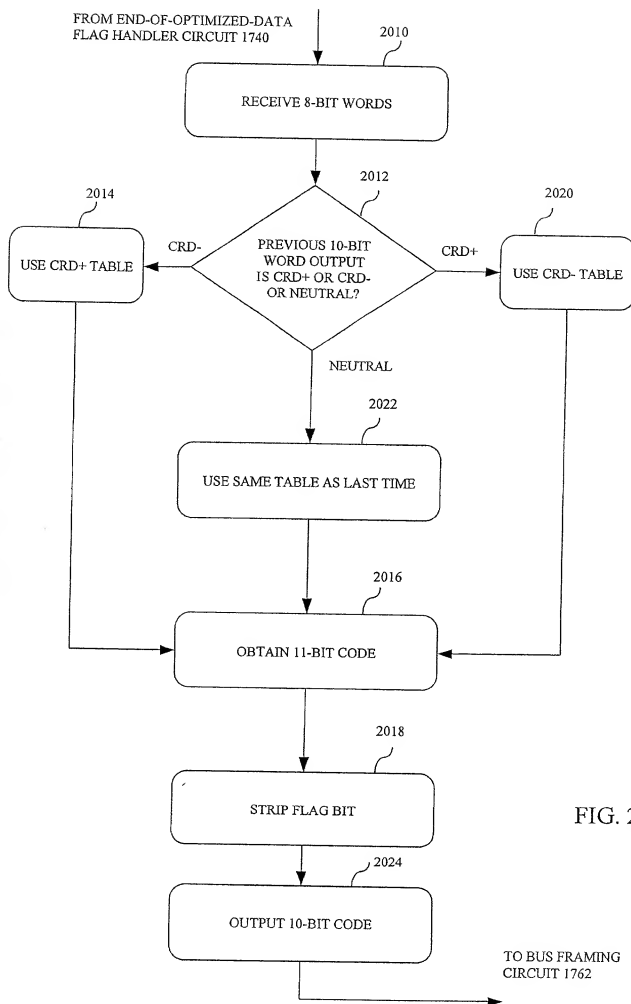 FROM END-OF-OPTIMIZED-DATA
FLAG HANDLER CIRCUIT 1740
2010
RECEIVE 8-BIT WORDS
2012
2014
2020
CRD-
CRD+
PREVIOUS 10-BIT
WORD OUTPUT
IS CRD+ OR CRD-
OR NEUTRAL?
USE CRD+ TABLE
USE CRD- TABLE
NEUTRAL
2022
USE SAME TABLE AS LAST TIME
2016
OBTAIN 11-BIT CODE
2018
STRIP FLAG BIT
FIG. 2
2024
OUTPUT 10-BIT CODE
TO BUS FRAMING
CIRCUIT 1762